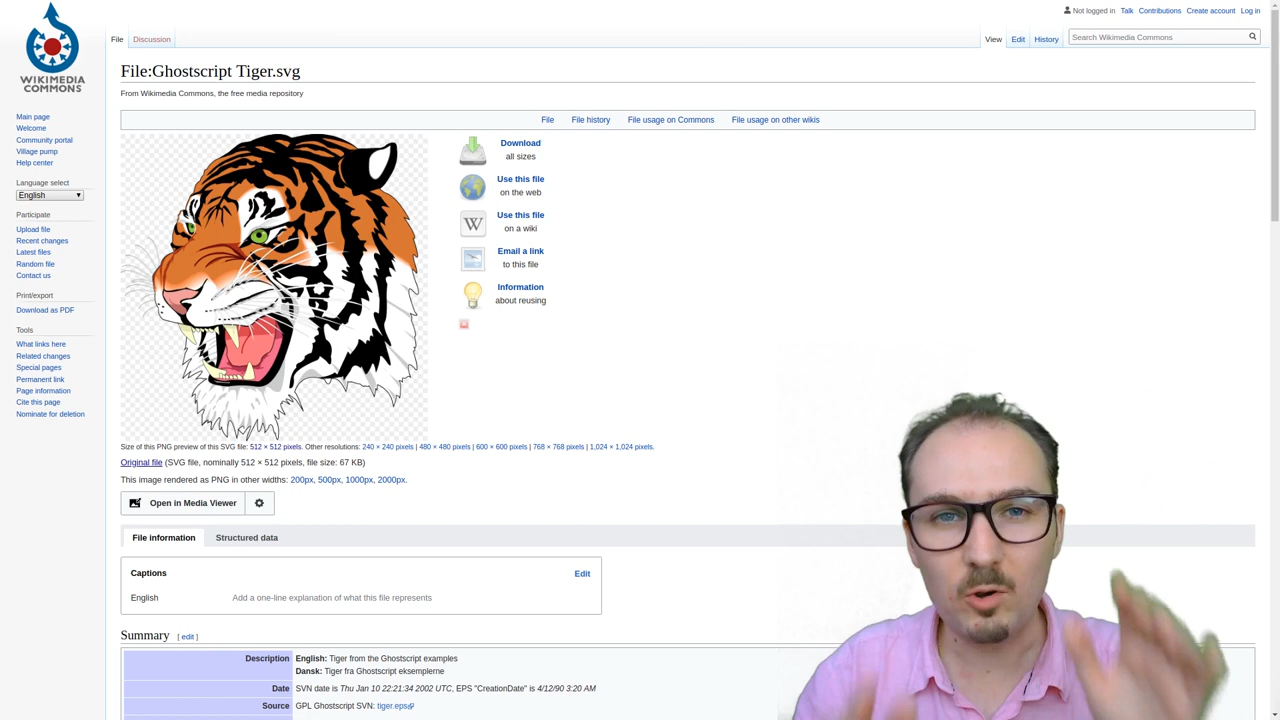 Not logged in Talk Contributions Create account Log in
File Discussion View Edit History Search Wikimedia Commons
WIKIMEDIA
COMMONS
File:Ghostscript Tiger.svg
From Wikimedia Commons, the free media repository
File File history File usage on Commons File usage on other wikis
Main page
Welcome
Community portal
Village pump
Help center
Language select
English
Participate
Upload file
Recent changes
Latest files
Random file
Contact us
Print/export
Download as PDF
Tools
What links here
Related changes
Special pages
Permanent link
Page information
Cite this page
Nominate for deletion
Download
all sizes
Use this file
on the web
W
Use this file
on a wiki
Email a link
to this file
Information
about reusing
Size of this PNG preview of this SVG file: 512 × 512 pixels. Other resolutions: 240 × 240 pixels | 480 × 480 pixels | 600 × 600 pixels | 768 × 768 pixels | 1,024 × 1,024 pixels.
Original file (SVG file, nominally 512 × 512 pixels, file size: 67 KB)
This image rendered as PNG in other widths: 200px, 500px, 1000px, 2000px.
Open in Media Viewer
File information Structured data
Captions Edit
English Add a one-line explanation of what this file represents
Summary [ edit ]
Description English: Tiger from the Ghostscript examples
Dansk: Tiger fra Ghostscript eksemplerne
Date SVN date is Thu Jan 10 22:21:34 2002 UTC, EPS "CreationDate" is 4/12/90 3:20 AM
Source GPL Ghostscript SVN: tiger.eps